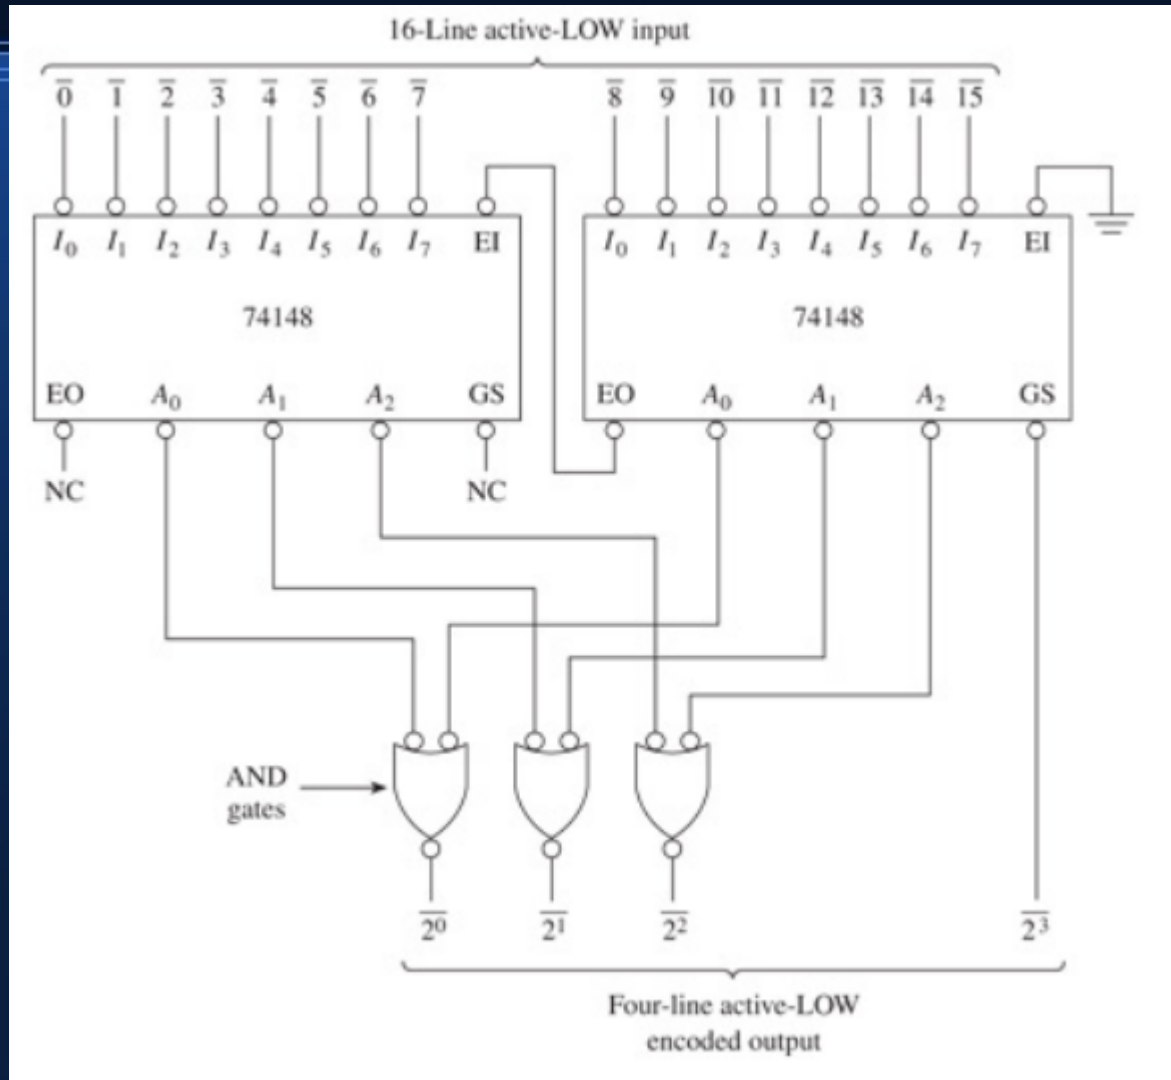 16-Line active-LOW input
0̅ 1̅ 2̅ 3̅ 4̅ 5̅ 6̅ 7̅ 8̅ 9̅ 1̅0̅ 1̅1̅ 1̅2̅ 1̅3̅ 1̅4̅ 1̅5̅
I₀ I₁ I₂ I₃ I₄ I₅ I₆ I₇ EI I₀ I₁ I₂ I₃ I₄ I₅ I₆ I₇ EI
74148 74148
EO A₀ A₁ A₂ GS EO A₀ A₁ A₂ GS
NC NC
AND
gates
2̅⁰̅ 2̅¹̅ 2̅²̅ 2̅³̅
Four-line active-LOW
encoded output